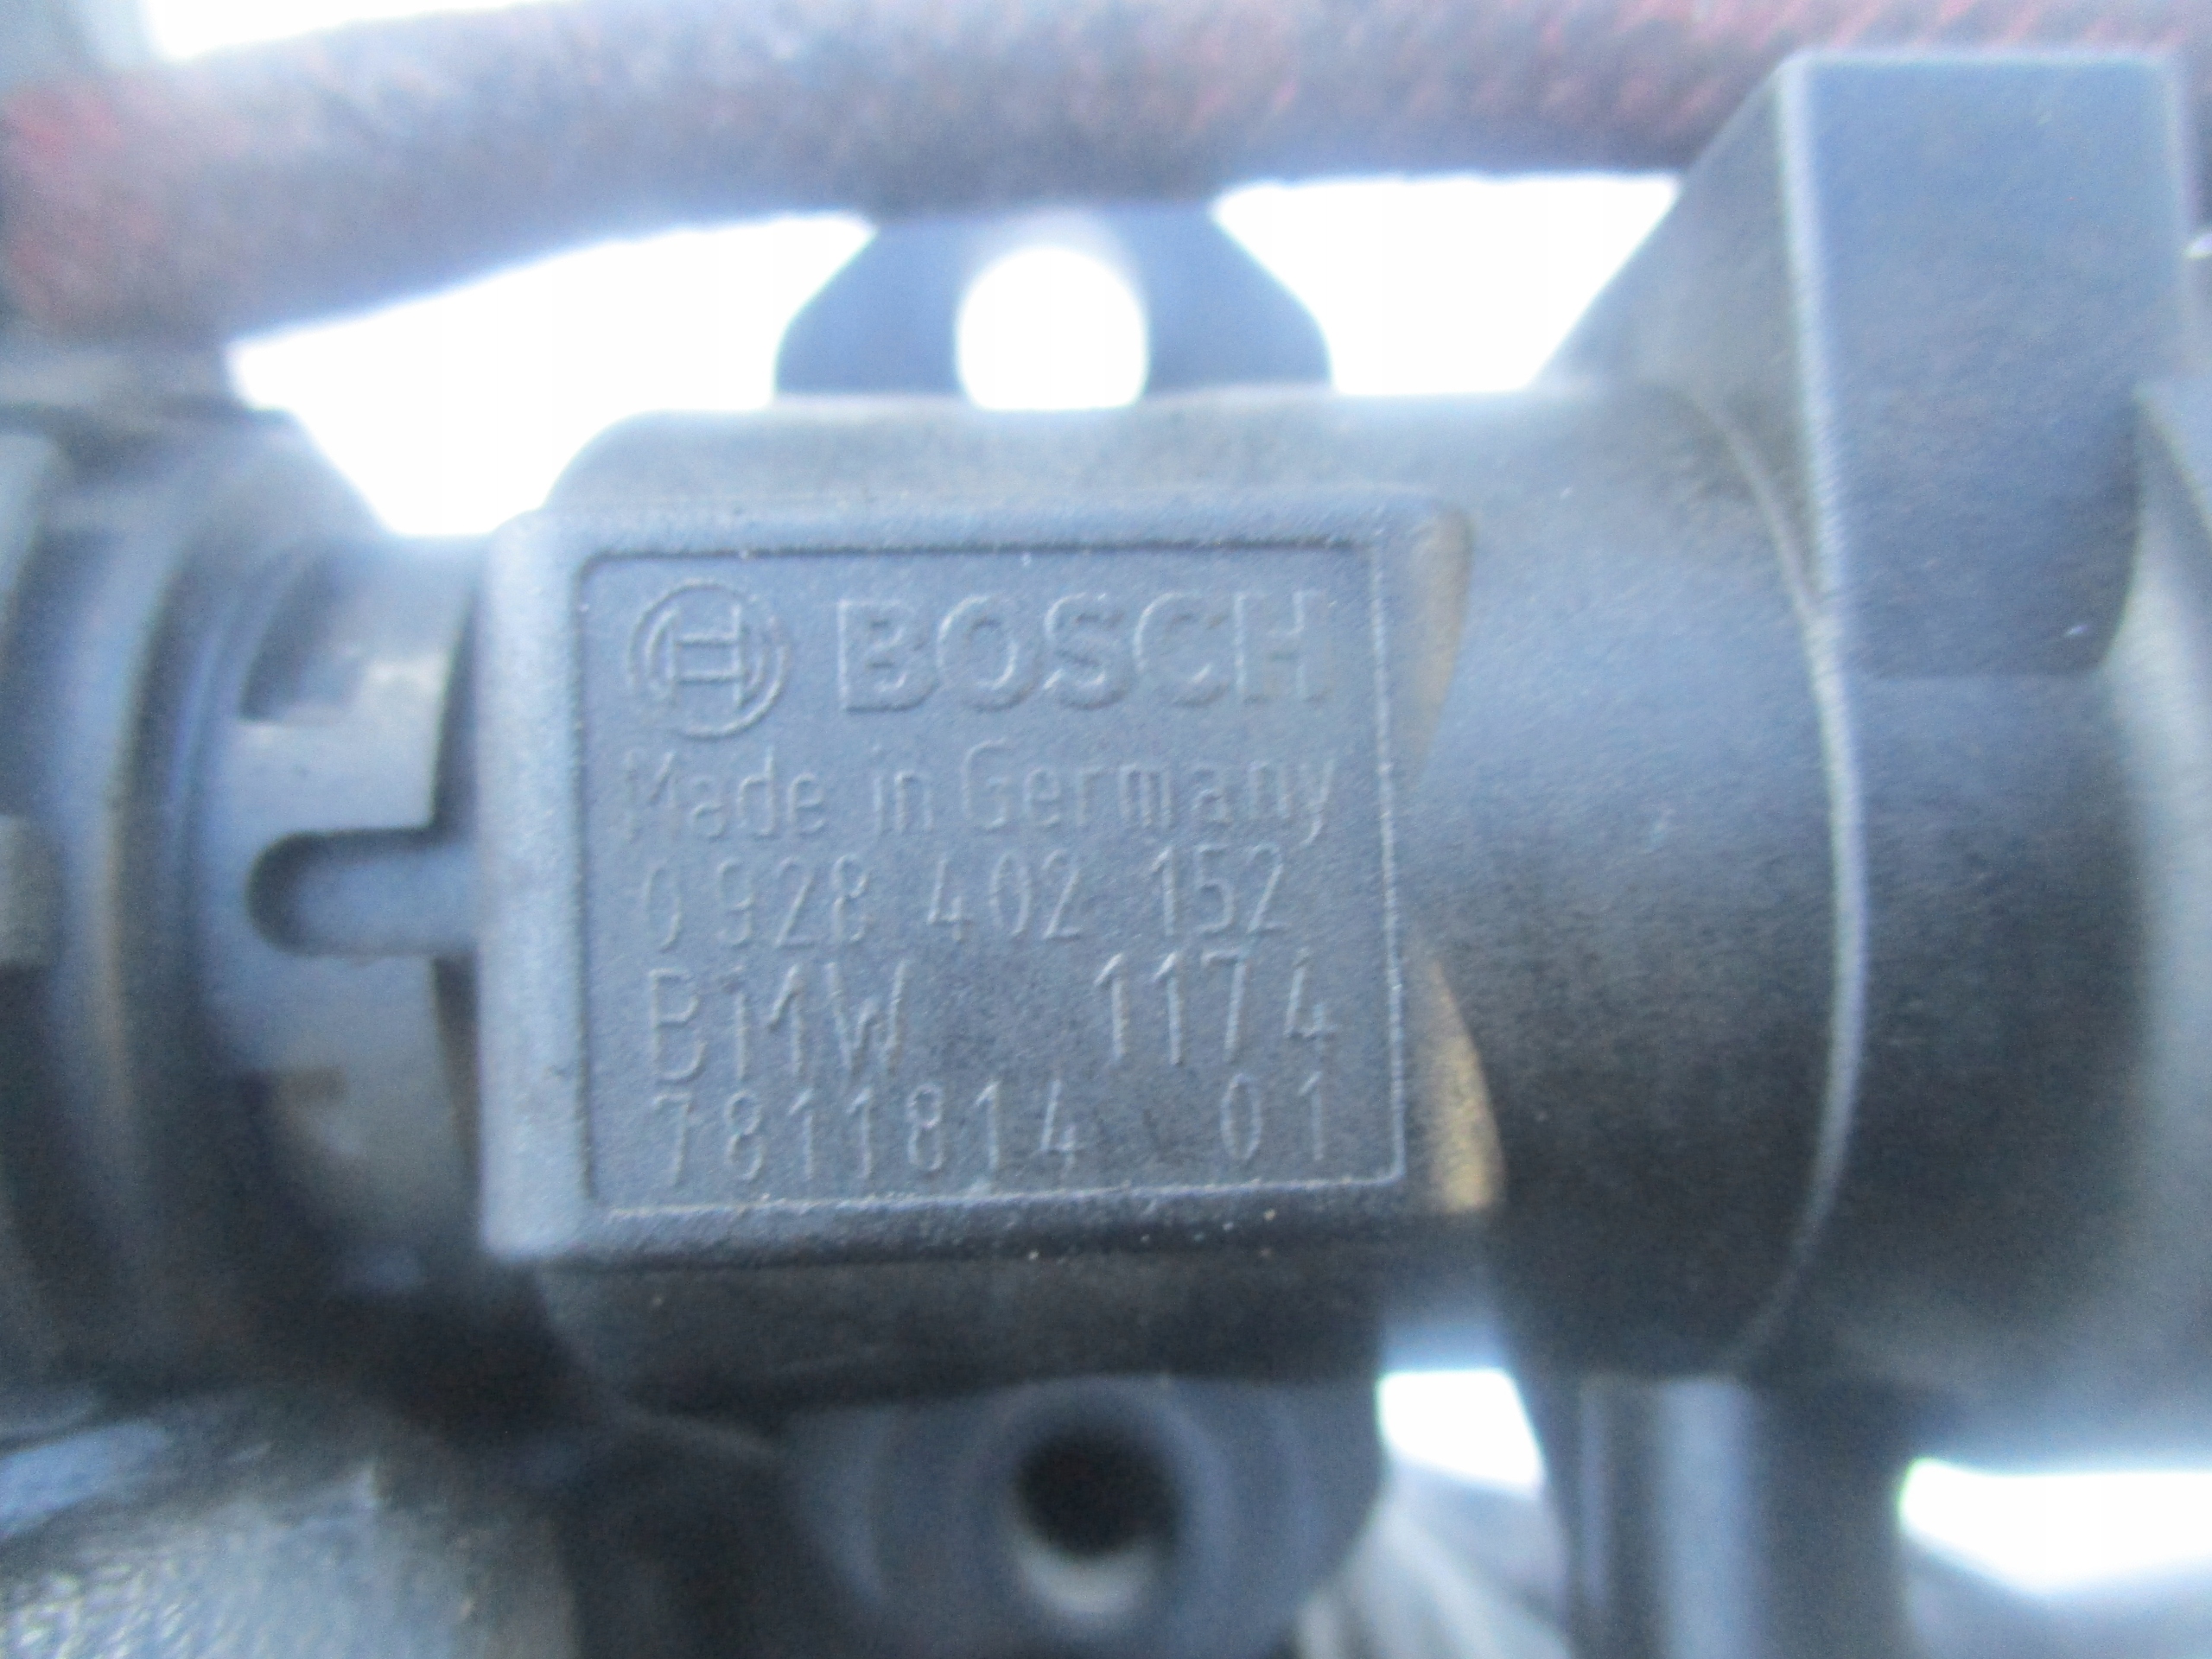 BOSCH
Made in Germany
0 928 402 152
BMW 1174
7811814 01